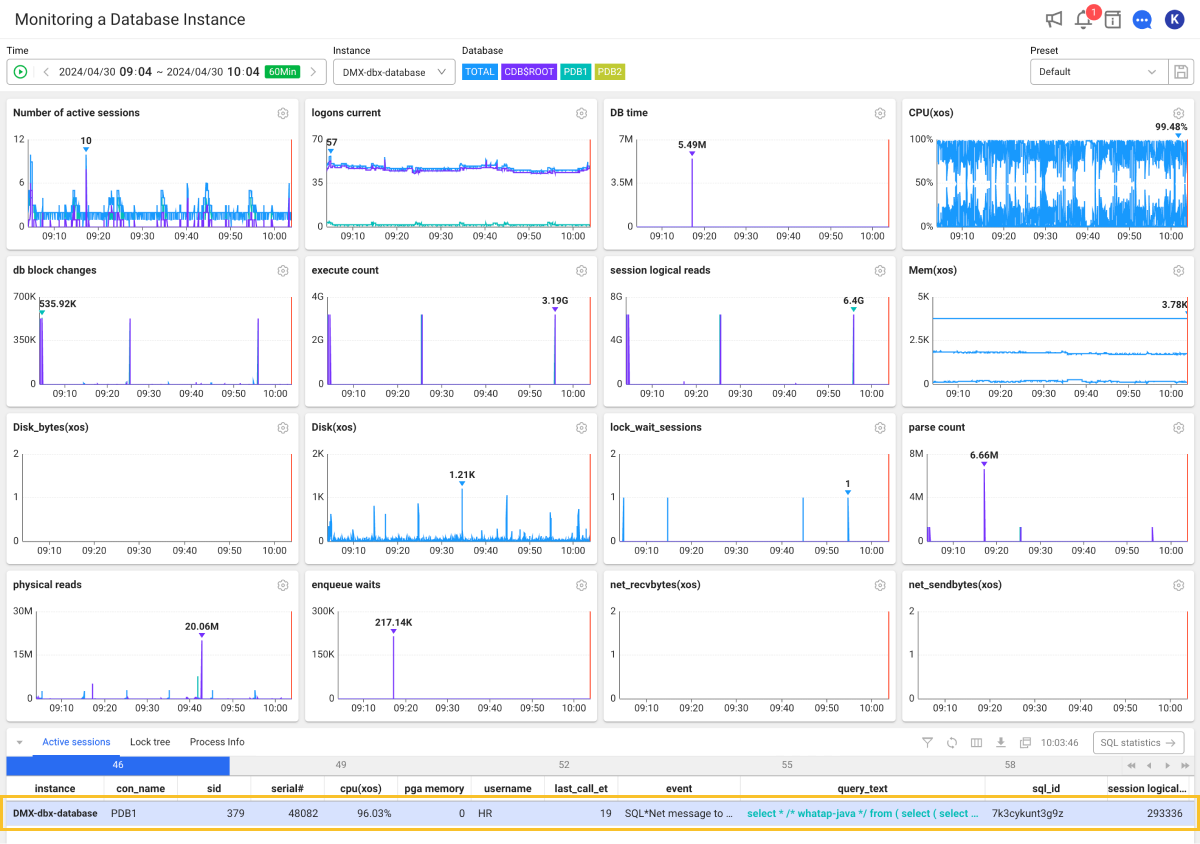 Monitoring a Database Instance
1
K
Time
Instance
Database
Preset
2024/04/30 09:04 ~ 2024/04/30 10:04 60Min
DMX-dbx-database
TOTAL CDB$ROOT PDB1 PDB2
Default
Number of active sessions
12
6
0
10
09:10 09:20 09:30 09:40 09:50 10:00
logons current
70
35
0
57
09:10 09:20 09:30 09:40 09:50 10:00
DB time
7M
3.5M
0
5.49M
09:10 09:20 09:30 09:40 09:50 10:00
CPU(xos)
99.48%
100%
50%
0%
09:10 09:20 09:30 09:40 09:50 10:00
db block changes
700K
350K
0
535.92K
09:10 09:20 09:30 09:40 09:50 10:00
execute count
4G
2G
0
3.19G
09:10 09:20 09:30 09:40 09:50 10:00
session logical reads
8G
4G
0
6.4G
09:10 09:20 09:30 09:40 09:50 10:00
Mem(xos)
5K
2.5K
0
3.78K
09:10 09:20 09:30 09:40 09:50 10:00
Disk_bytes(xos)
2
1
0
09:10 09:20 09:30 09:40 09:50 10:00
Disk(xos)
2K
1K
0
1.21K
09:10 09:20 09:30 09:40 09:50 10:00
lock_wait_sessions
2
1
0
1
09:10 09:20 09:30 09:40 09:50 10:00
parse count
8M
4M
0
6.66M
09:10 09:20 09:30 09:40 09:50 10:00
physical reads
30M
15M
0
20.06M
09:10 09:20 09:30 09:40 09:50 10:00
enqueue waits
300K
150K
0
217.14K
09:10 09:20 09:30 09:40 09:50 10:00
net_recvbytes(xos)
2
1
0
09:10 09:20 09:30 09:40 09:50 10:00
net_sendbytes(xos)
2
1
0
09:10 09:20 09:30 09:40 09:50 10:00
Active sessions Lock tree Process Info
10:03:46
SQL statistics →
46 49 52 55 58
instance con_name sid serial# cpu(xos) pga memory username last_call_et event query_text sql_id session logical...
DMX-dbx-database PDB1 379 48082 96.03% 0 HR 19 SQL*Net message to ... select * /* whatap-java */ from ( select ( select ... 7k3cykunt3g9z 293336